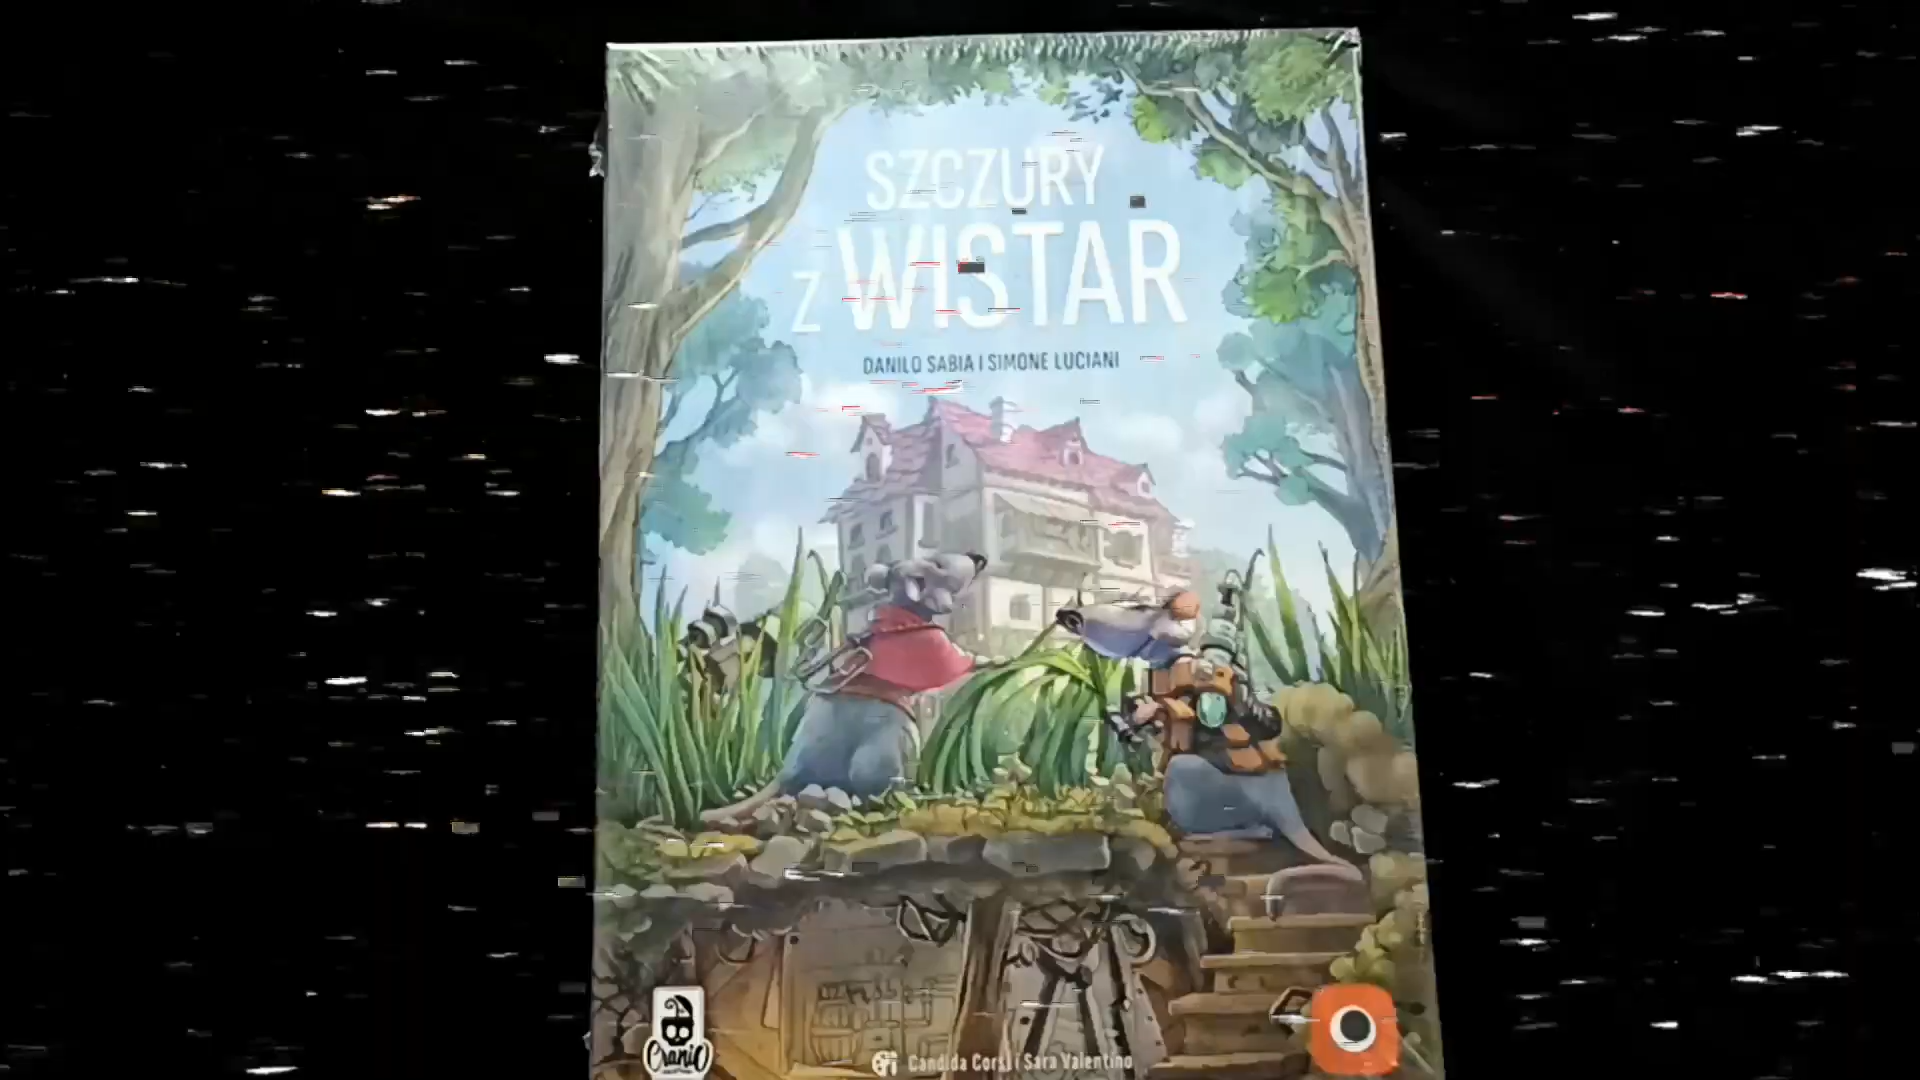 SZCZURY
Z WISTAR
DANILO SABIA I SIMONE LUCIANI
Cranio
Candida Corsi i Sara Valentino